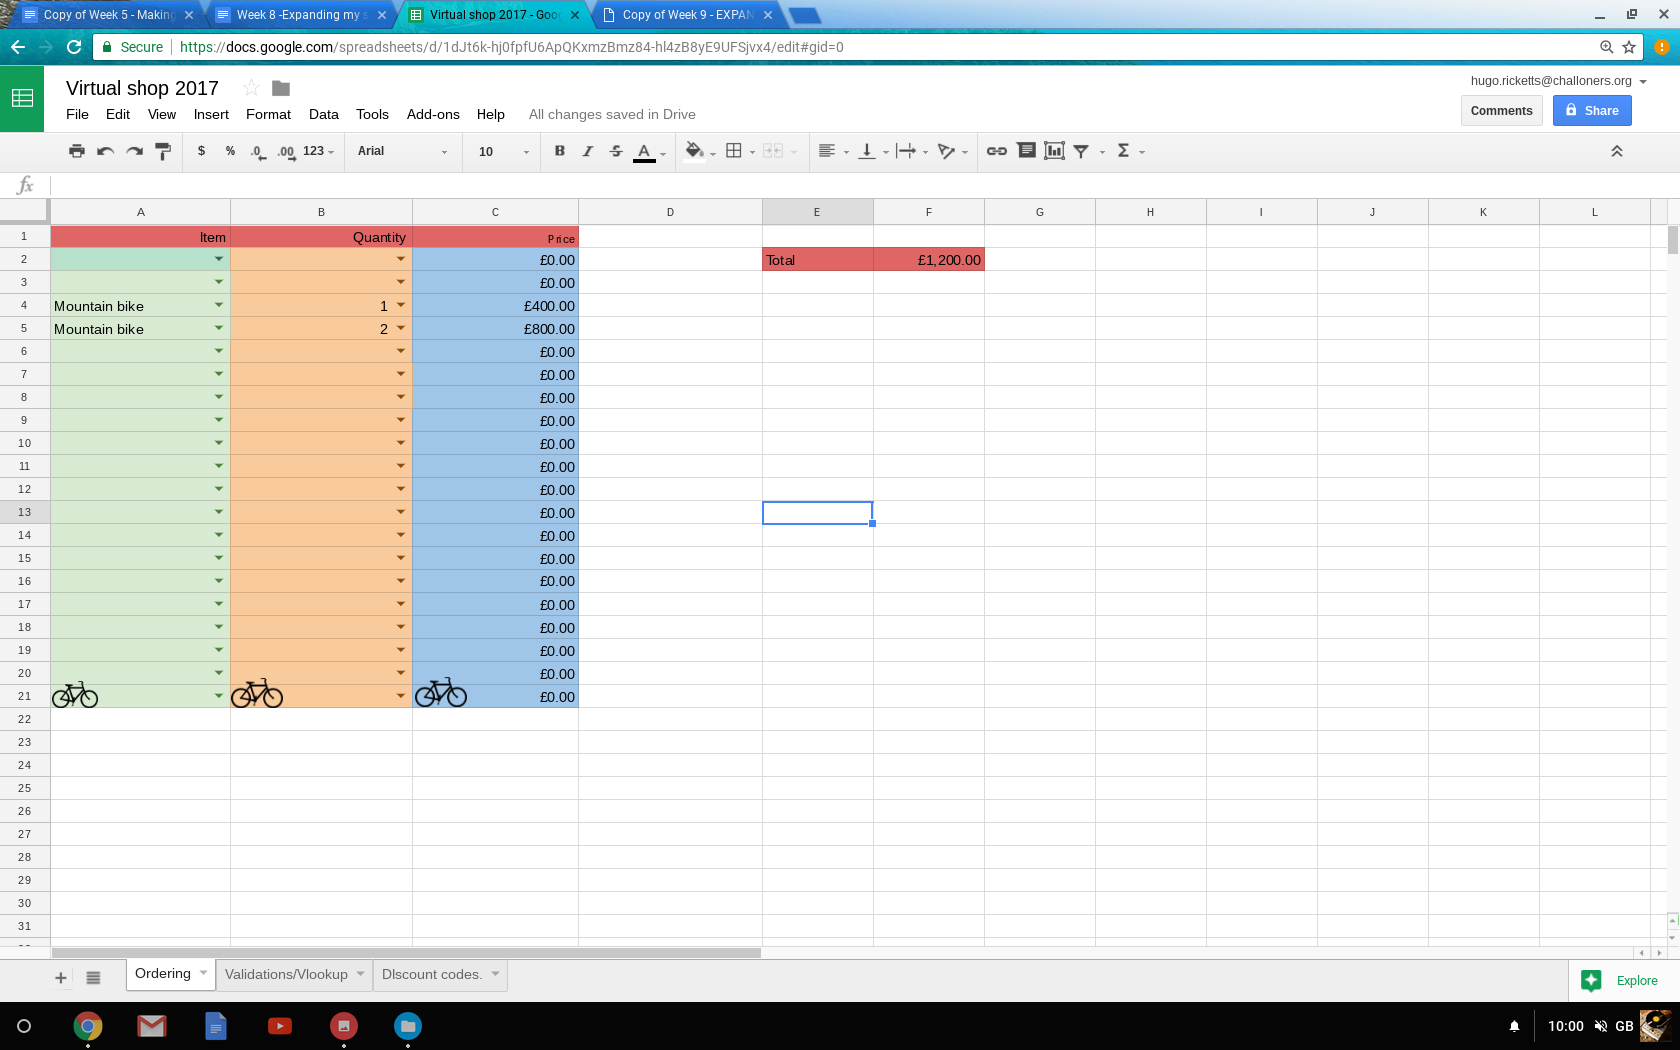 Copy of Week 5 - Making
Week 8 -Expanding my s
Virtual shop 2017 - Goo
Copy of Week 9 - EXPAN
Secure
https://docs.google.com/spreadsheets/d/1dJt6k-hj0fpfU6ApQKxmzBmz84-hl4zB8yE9UFSjvx4/edit#gid=0
Virtual shop 2017
hugo.ricketts@challoners.org
File Edit View Insert Format Data Tools Add-ons Help All changes saved in Drive
Comments Share
$ % .0 .00 123 Arial 10 B I S A Σ
fx
A B C D E F G H I J K L
1 Item Quantity Price
2 £0.00 Total £1,200.00
3 £0.00
4 Mountain bike 1 £400.00
5 Mountain bike 2 £800.00
6 £0.00
7 £0.00
8 £0.00
9 £0.00
10 £0.00
11 £0.00
12 £0.00
13 £0.00
14 £0.00
15 £0.00
16 £0.00
17 £0.00
18 £0.00
19 £0.00
20 £0.00
21 £0.00
22
23
24
25
26
27
28
29
30
31
+ Ordering Validations/Vlookup DIscount codes. Explore
10:00 GB